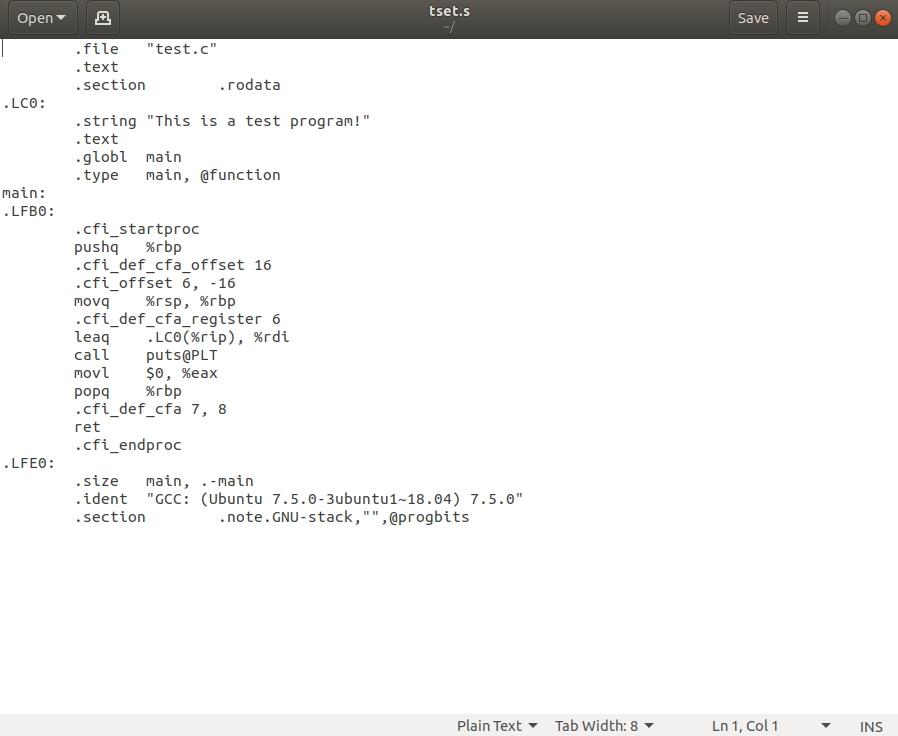 Open
tset.s
~/
Save
.file "test.c"
.text
.section .rodata
.LC0:
.string "This is a test program!"
.text
.globl main
.type main, @function
main:
.LFB0:
.cfi_startproc
pushq %rbp
.cfi_def_cfa_offset 16
.cfi_offset 6, -16
movq %rsp, %rbp
.cfi_def_cfa_register 6
leaq .LC0(%rip), %rdi
call puts@PLT
movl $0, %eax
popq %rbp
.cfi_def_cfa 7, 8
ret
.cfi_endproc
.LFE0:
.size main, .-main
.ident "GCC: (Ubuntu 7.5.0-3ubuntu1~18.04) 7.5.0"
.section .note.GNU-stack,"",@progbits
Plain Text Tab Width: 8 Ln 1, Col 1 INS